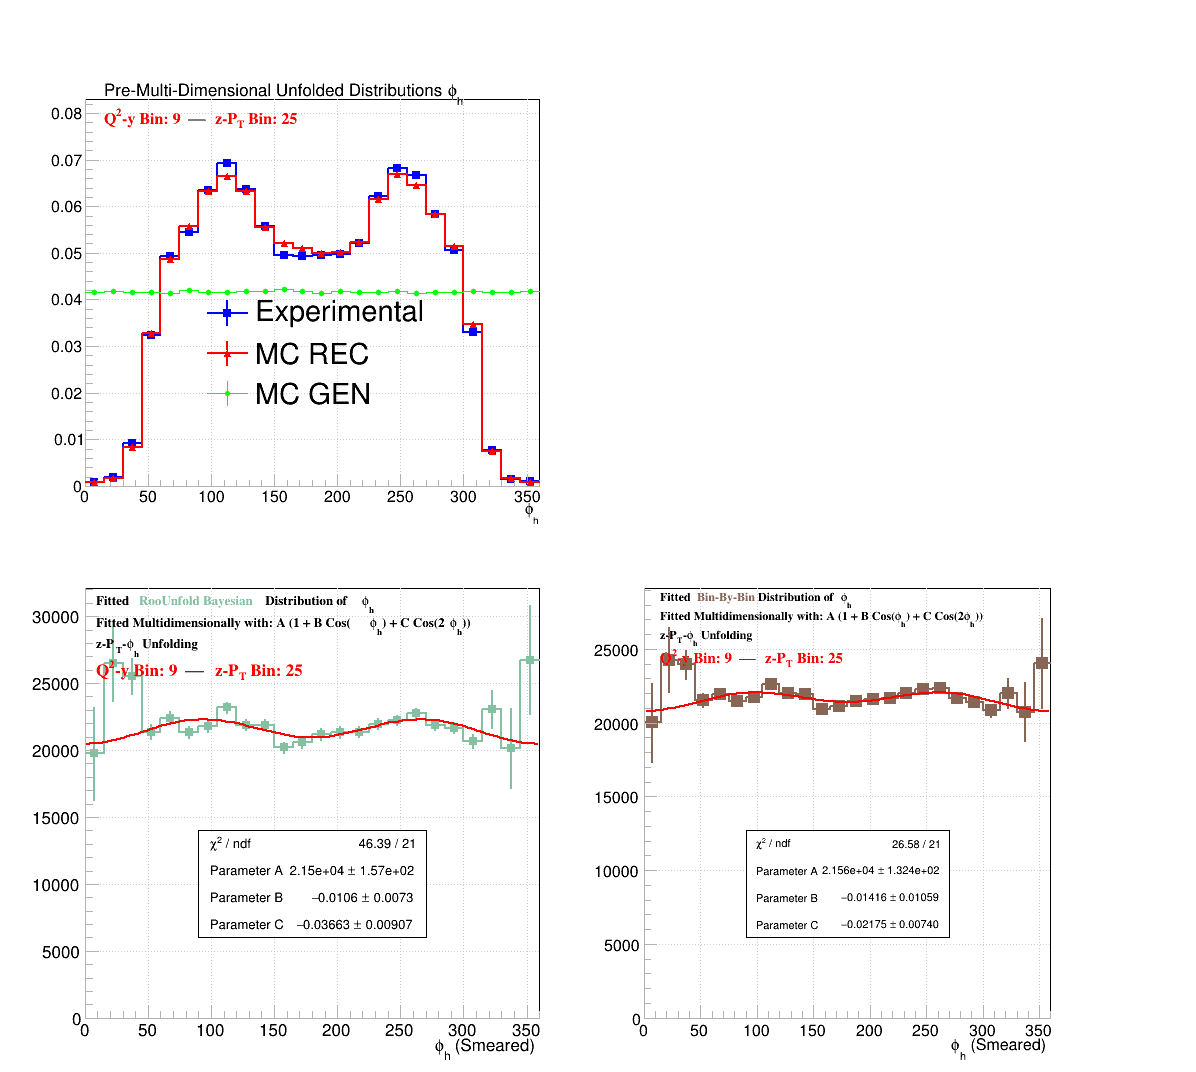 Pre-Multi-Dimensional Unfolded Distributions ϕh
Q2-y Bin: 9 — z-PT Bin: 25
0.08
0.07
0.06
0.05
0.04
0.03
0.02
0.01
0
Experimental
MC REC
MC GEN
0 50 100 150 200 250 300 350
ϕh
Fitted RooUnfold Bayesian Distribution of ϕh
Fitted Multidimensionally with: A (1 + B Cos( ϕh) + C Cos(2 ϕh))
z-PT-ϕh Unfolding
Q2-y Bin: 9 — z-PT Bin: 25
30000
25000
20000
15000
10000
5000
0
χ2 / ndf 46.39 / 21
Parameter A 2.15e+04 ± 1.57e+02
Parameter B −0.0106 ± 0.0073
Parameter C −0.03663 ± 0.00907
0 50 100 150 200 250 300 350
ϕh (Smeared)
Fitted Bin-By-Bin Distribution of ϕh
Fitted Multidimensionally with: A (1 + B Cos(ϕh) + C Cos(2ϕh))
z-PT-ϕh Unfolding
Q2-y Bin: 9 — z-PT Bin: 25
25000
20000
15000
10000
5000
0
χ2 / ndf 26.58 / 21
Parameter A 2.156e+04 ± 1.324e+02
Parameter B −0.01416 ± 0.01059
Parameter C −0.02175 ± 0.00740
0 50 100 150 200 250 300 350
ϕh (Smeared)